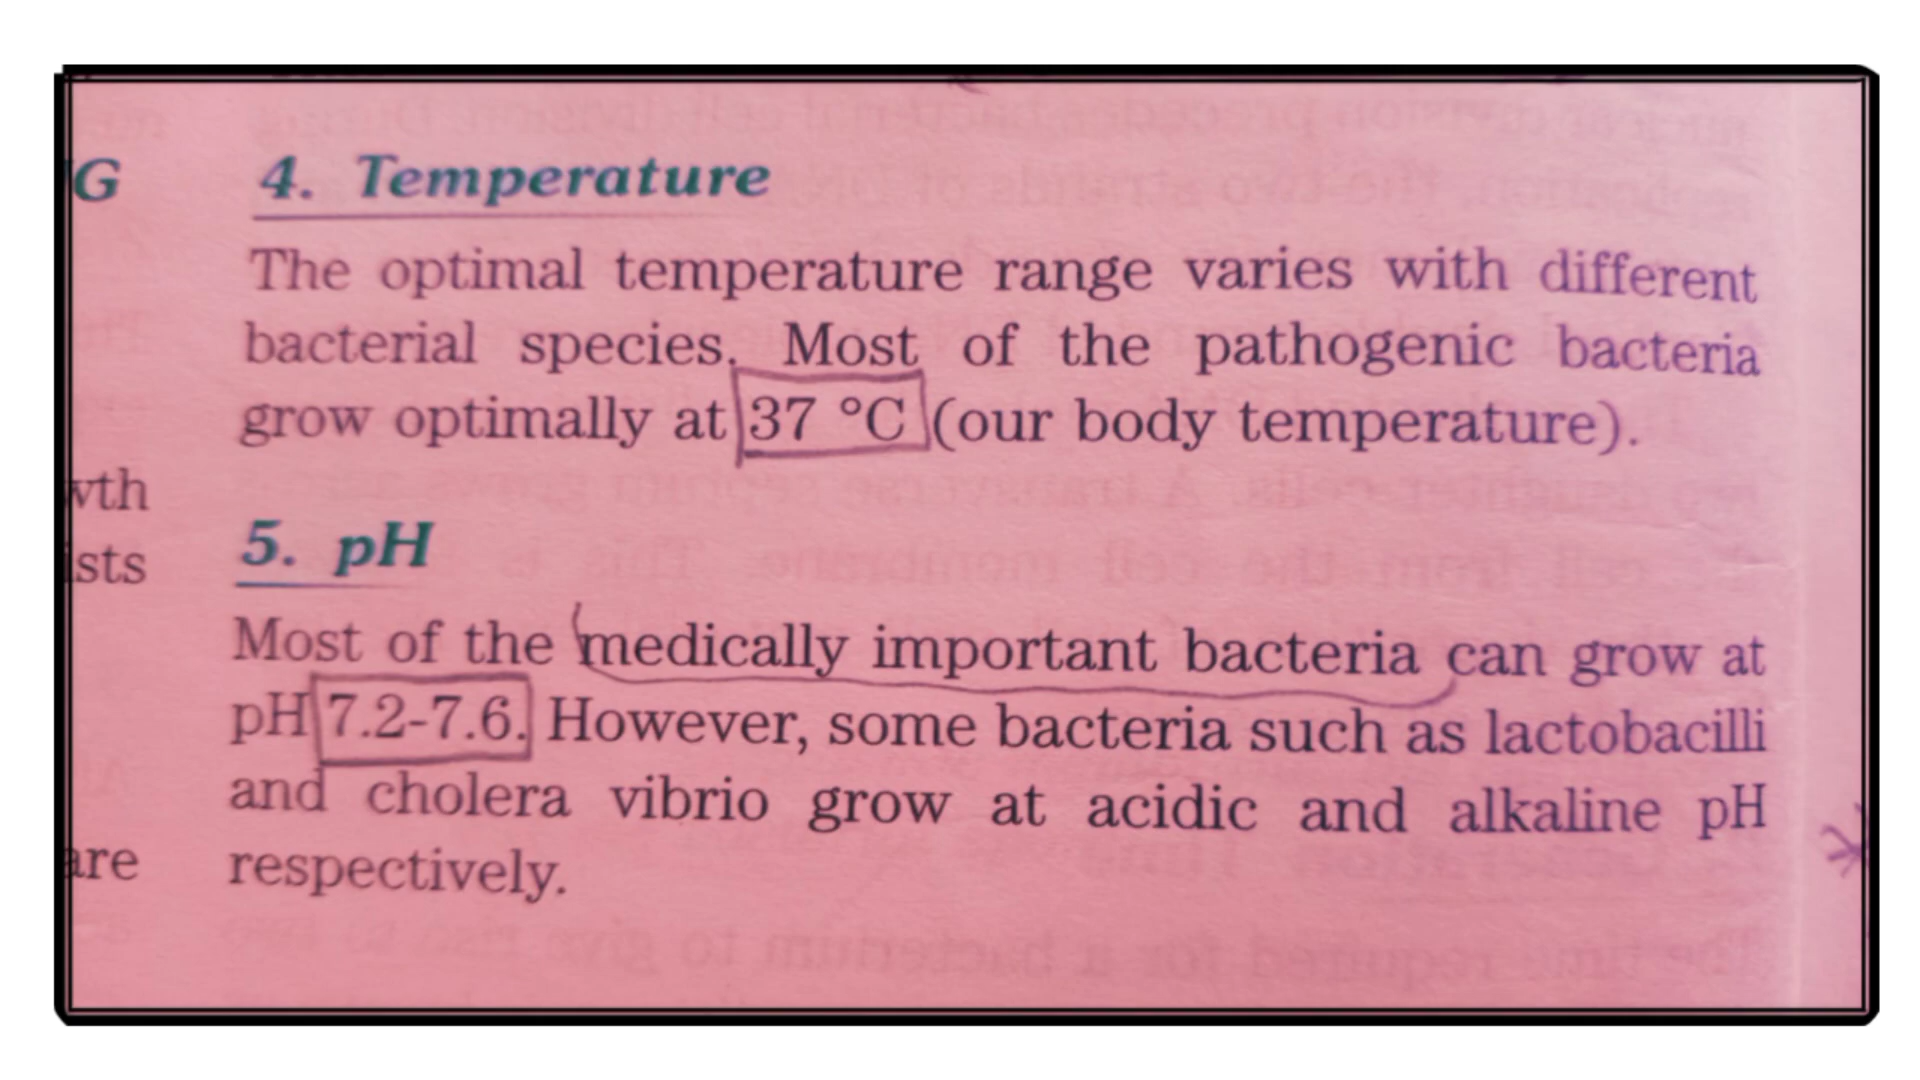 G
4. Temperature
The optimal temperature range varies with different
bacterial species. Most of the pathogenic bacteria
grow optimally at 37 °C (our body temperature).
wth
ists
5. pH
Most of the medically important bacteria can grow at
pH 7.2-7.6. However, some bacteria such as lactobacilli
and cholera vibrio grow at acidic and alkaline pH
are
respectively.